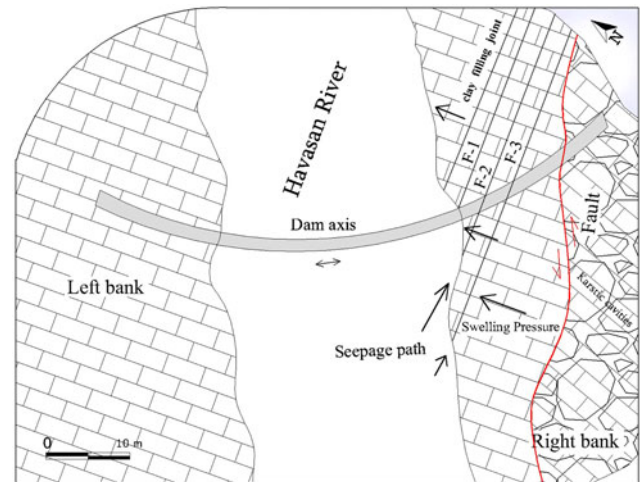 N
clay filling joint
Havasan River
F-1
F-2
F-3
Dam axis
Fault
Left bank
Karstic cavities
Swelling Pressure
Seepage path
Right bank
0 10 m